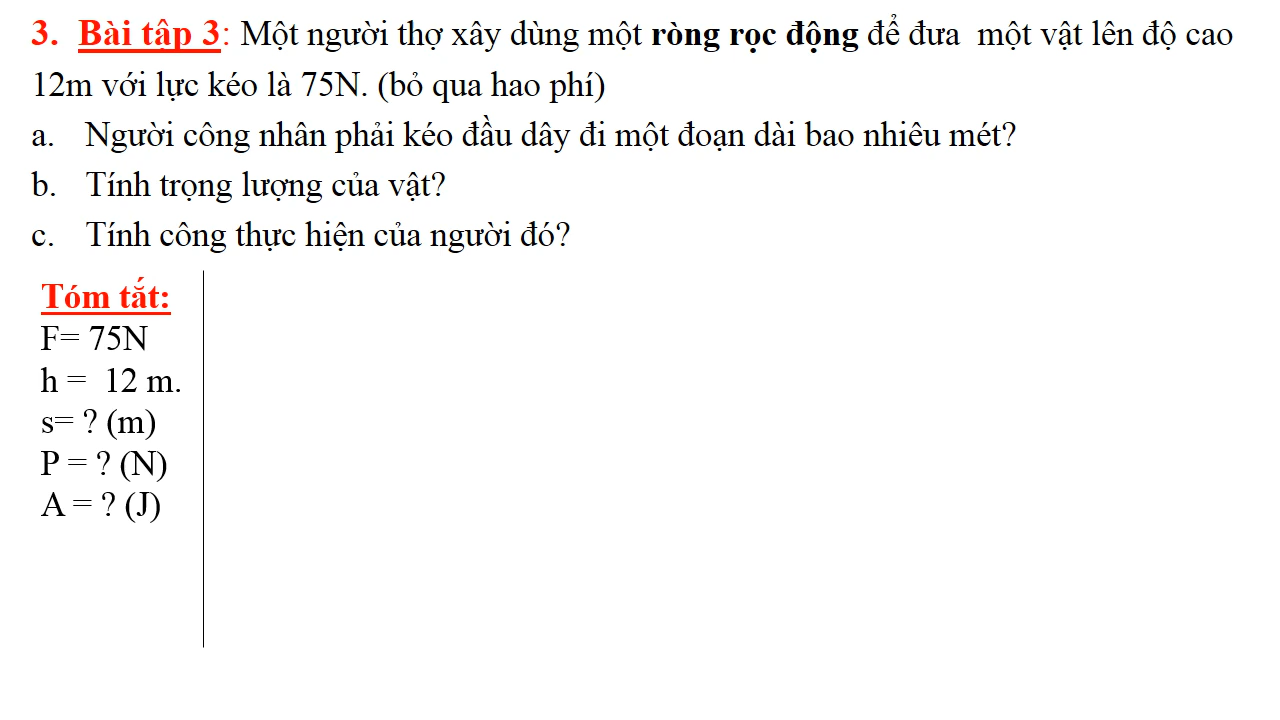 3. Bài tập 3: Một người thợ xây dùng một ròng rọc động để đưa một vật lên độ cao
12m với lực kéo là 75N. (bỏ qua hao phí)
a. Người công nhân phải kéo đầu dây đi một đoạn dài bao nhiêu mét?
b. Tính trọng lượng của vật?
c. Tính công thực hiện của người đó?
Tóm tắt:
F= 75N
h = 12 m.
s= ? (m)
P = ? (N)
A = ? (J)